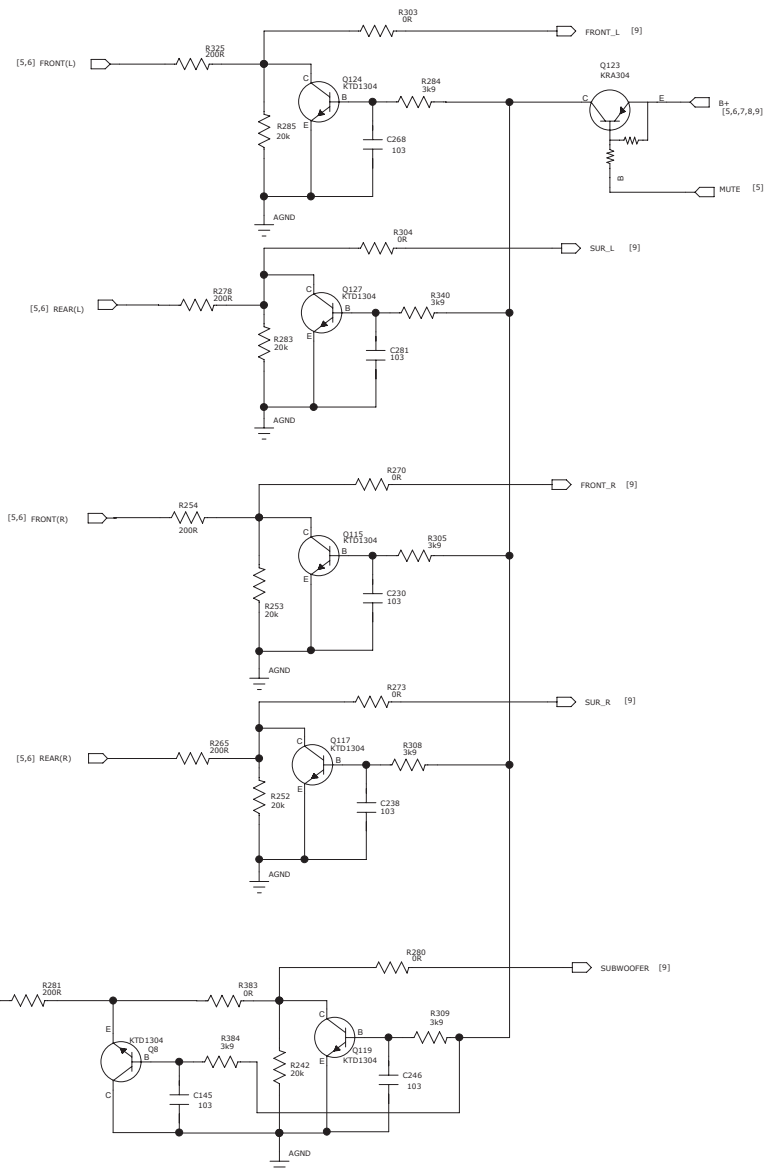 R303
0R
FRONT_L [9]
R325
200R
[5,6] FRONT(L)
Q123
KRA304
C
Q124
KTD1304
R284
3k9
B
C
E
B+
[5,6,7,8,9]
R285
20k
E
C268
103
B
MUTE [5]
AGND
R304
0R
SUR_L [9]
R278
200R
[5,6] REAR(L)
C
Q127
KTD1304
R340
3k9
B
E
R283
20k
C281
103
AGND
R270
0R
FRONT_R [9]
R254
200R
[5,6] FRONT(R)
C
Q115
KTD1304
R305
3k9
B
E
R253
20k
C230
103
AGND
R273
0R
SUR_R [9]
R265
200R
[5,6] REAR(R)
C
Q117
KTD1304
R308
3k9
B
E
R252
20k
C238
103
AGND
R280
0R
SUBWOOFER [9]
R281
200R
R383
0R
R309
3k9
C
E
KTD1304
Q8
R384
3k9
B
B
Q119
KTD1304
E
R242
20k
C246
103
C
C145
103
AGND